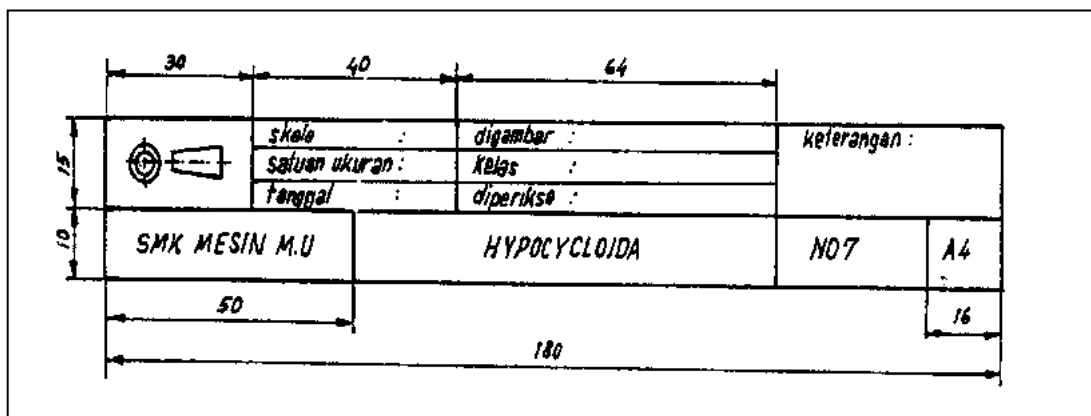 30 40 64
15
skala :
digambar :
keterangan :
satuan ukuran :
kelas :
tanggal :
diperiksa :
10
SMK MESIN M.U
HYPOCYCLOIDA
NO7
A4
50
16
180